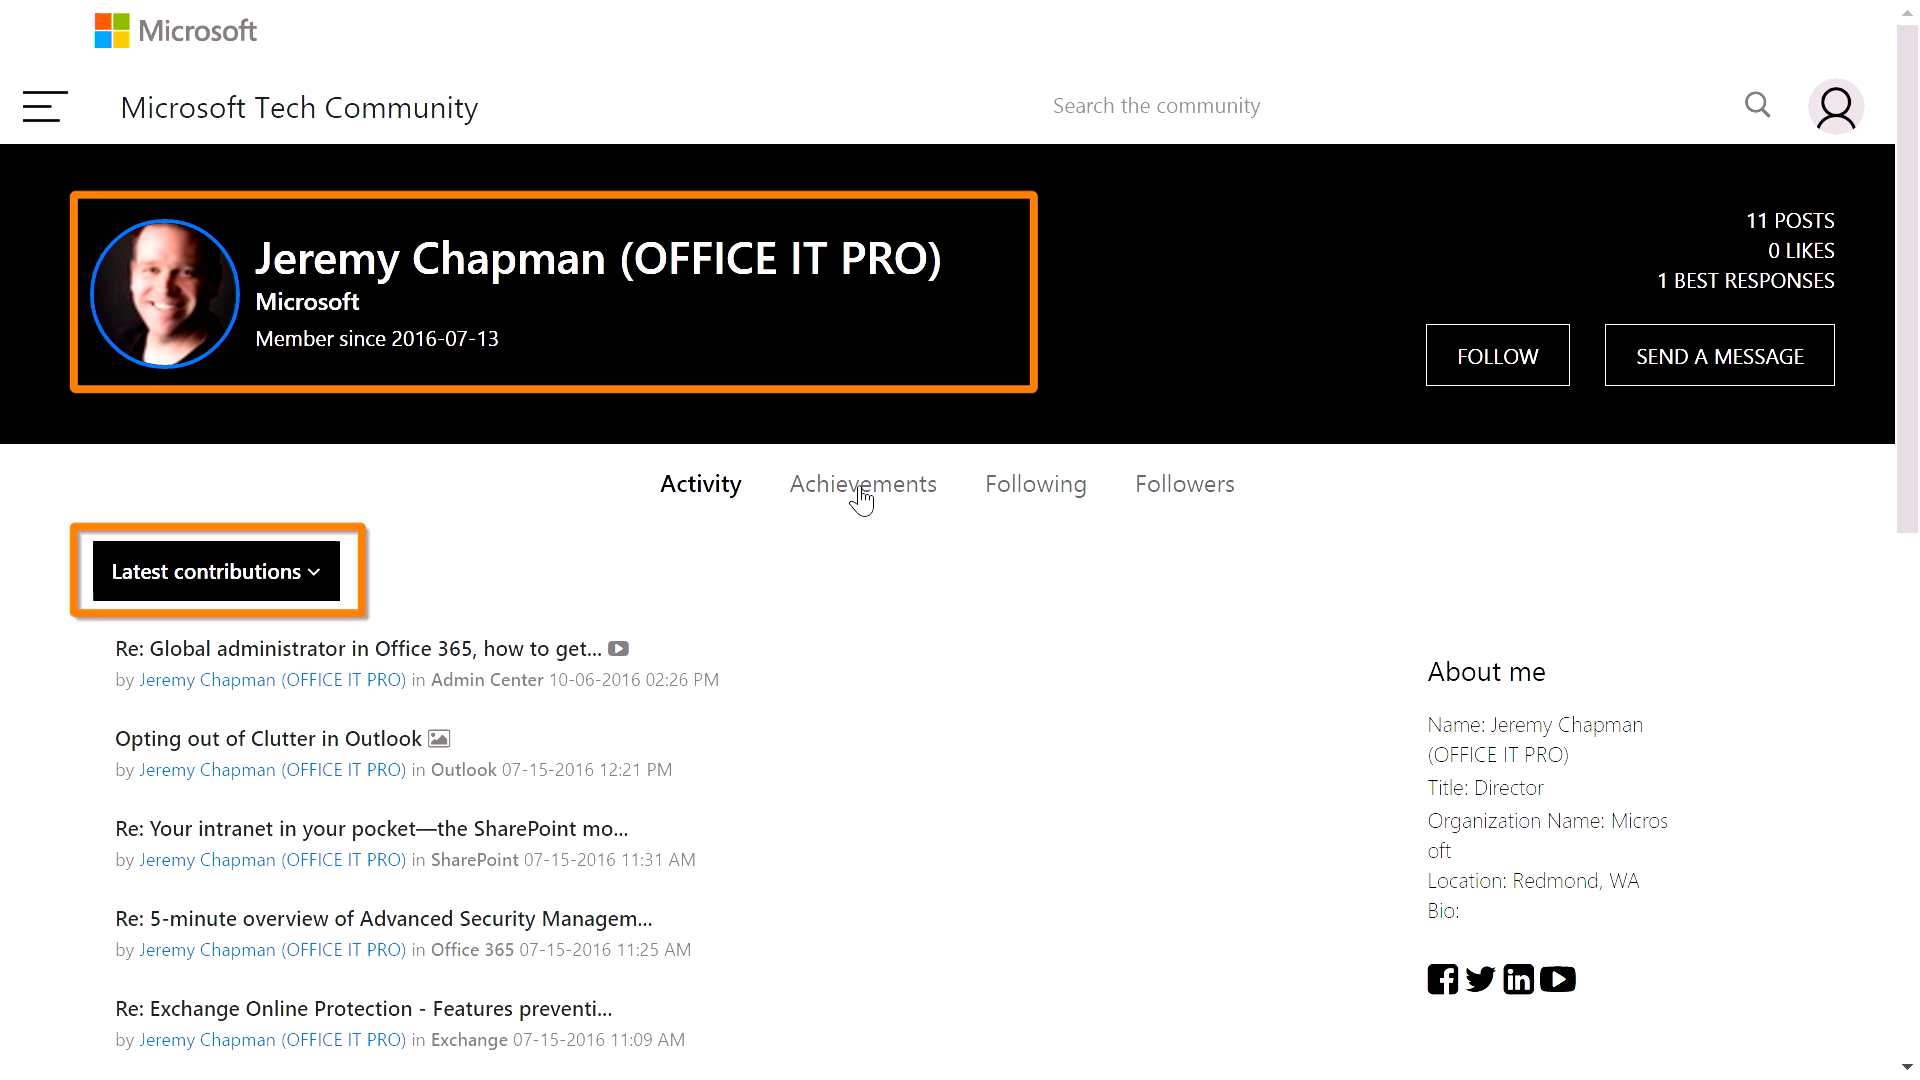 Microsoft
Microsoft Tech Community
Search the community
Jeremy Chapman (OFFICE IT PRO)
Microsoft
Member since 2016-07-13
11 POSTS
0 LIKES
1 BEST RESPONSES
FOLLOW
SEND A MESSAGE
Activity
Achievements
Following
Followers
Latest contributions
Re: Global administrator in Office 365, how to get...
by Jeremy Chapman (OFFICE IT PRO) in Admin Center 10-06-2016 02:26 PM
Opting out of Clutter in Outlook
by Jeremy Chapman (OFFICE IT PRO) in Outlook 07-15-2016 12:21 PM
Re: Your intranet in your pocket—the SharePoint mo...
by Jeremy Chapman (OFFICE IT PRO) in SharePoint 07-15-2016 11:31 AM
Re: 5-minute overview of Advanced Security Managem...
by Jeremy Chapman (OFFICE IT PRO) in Office 365 07-15-2016 11:25 AM
Re: Exchange Online Protection - Features preventi...
by Jeremy Chapman (OFFICE IT PRO) in Exchange 07-15-2016 11:09 AM
About me
Name: Jeremy Chapman
(OFFICE IT PRO)
Title: Director
Organization Name: Micros
oft
Location: Redmond, WA
Bio: